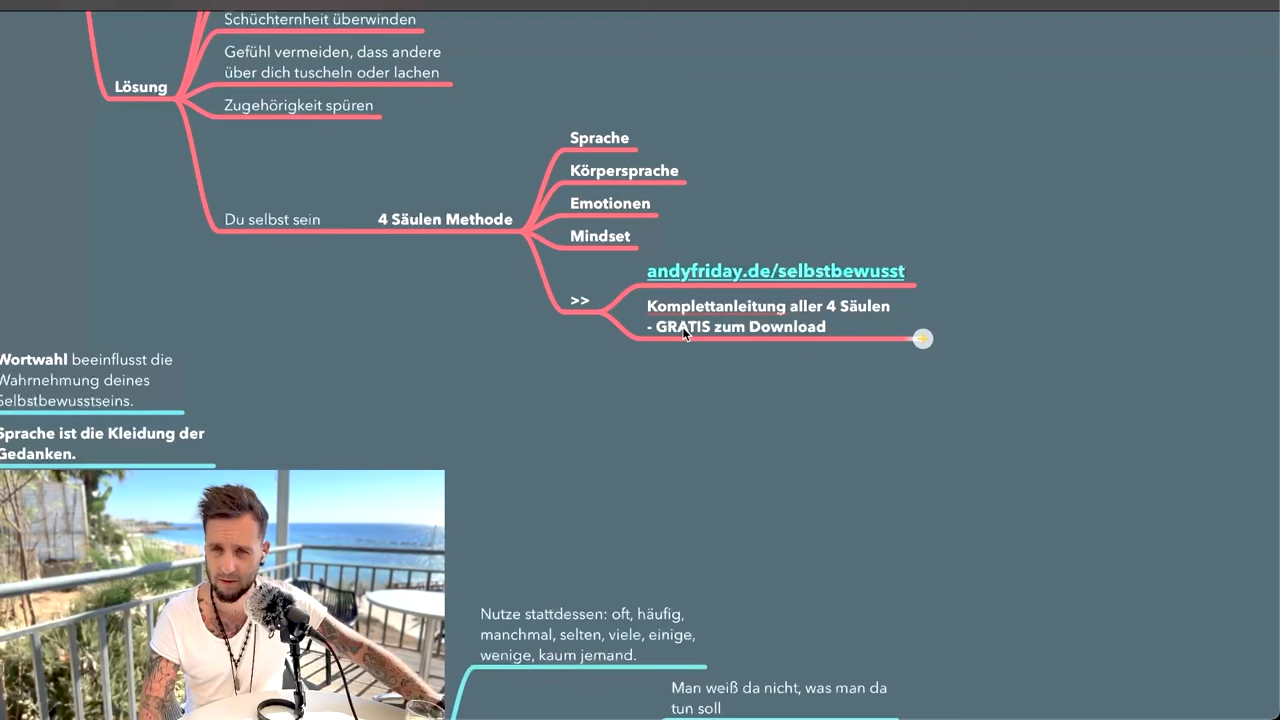 Schüchternheit überwinden
Gefühl vermeiden, dass andere
über dich tuscheln oder lachen
Lösung
Zugehörigkeit spüren
Sprache
Körpersprache
Emotionen
Du selbst sein
4 Säulen Methode
Mindset
andyfriday.de/selbstbewusst
>>
Komplettanleitung aller 4 Säulen
- GRATIS zum Download
Wortwahl beeinflusst die
Wahrnehmung deines
Selbstbewusstseins.
Sprache ist die Kleidung der
Gedanken.
Nutze stattdessen: oft, häufig,
manchmal, selten, viele, einige,
wenige, kaum jemand.
Man weiß da nicht, was man da
tun soll